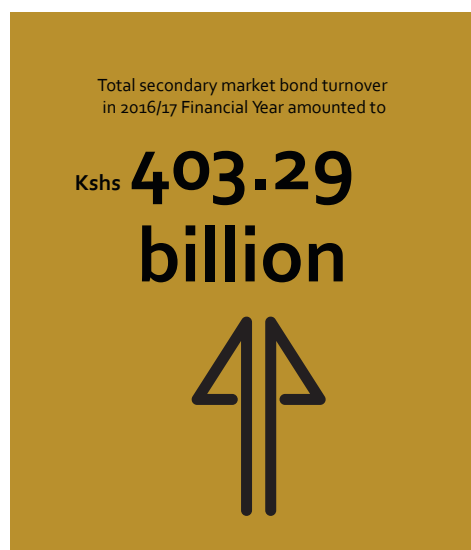 Total secondary market bond turnover
in 2016/17 Financial Year amounted to
Kshs 403.29
billion